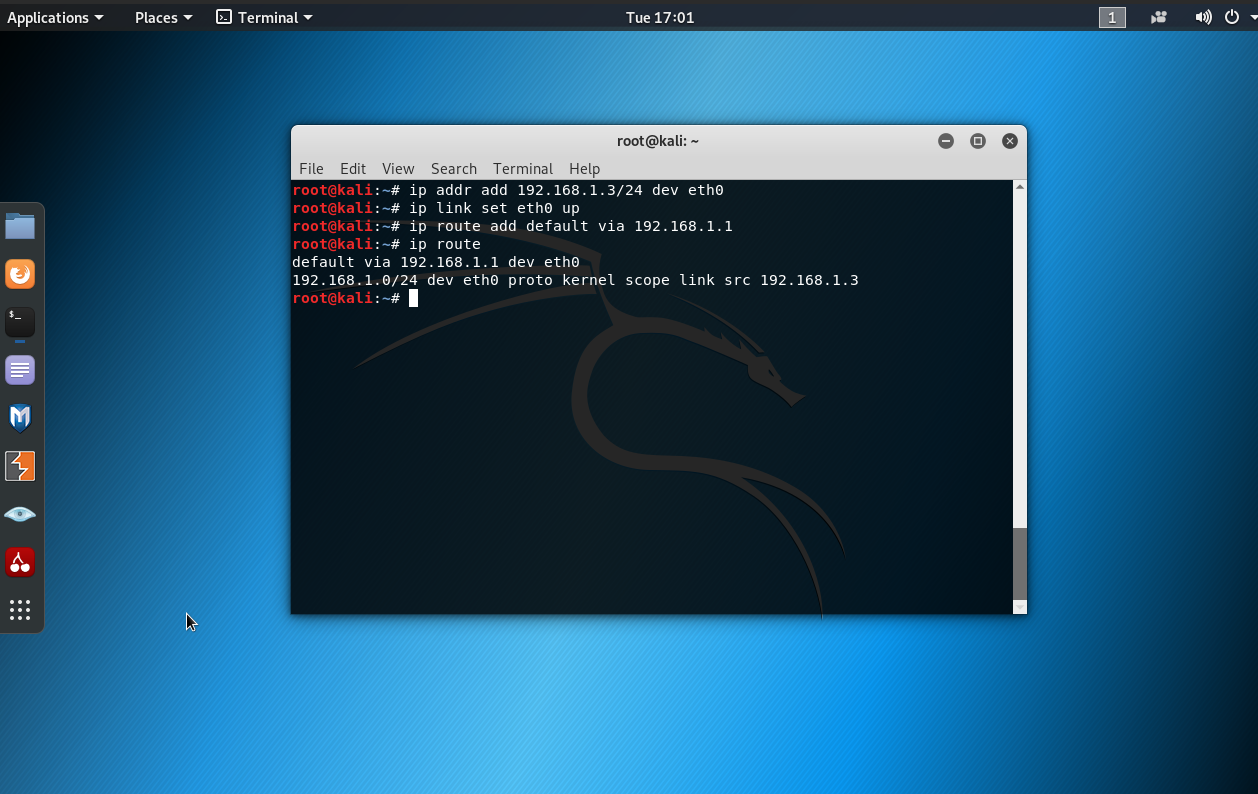 Applications Places Terminal Tue 17:01 1
root@kali: ~
File Edit View Search Terminal Help
root@kali:~# ip addr add 192.168.1.3/24 dev eth0
root@kali:~# ip link set eth0 up
root@kali:~# ip route add default via 192.168.1.1
root@kali:~# ip route
default via 192.168.1.1 dev eth0
192.168.1.0/24 dev eth0 proto kernel scope link src 192.168.1.3
root@kali:~#